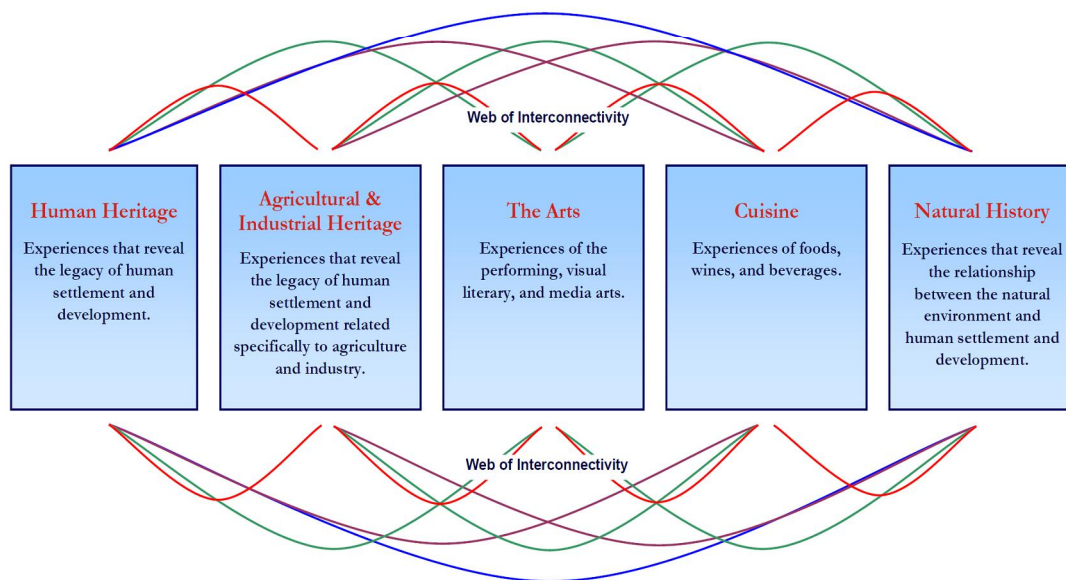 Web of Interconnectivity
Human Heritage
Experiences that reveal
the legacy of human
settlement and
development.
Agricultural &
Industrial Heritage
Experiences that reveal
the legacy of human
settlement and
development related
specifically to agriculture
and industry.
The Arts
Experiences of the
performing, visual
literary, and media arts.
Cuisine
Experiences of foods,
wines, and beverages.
Natural History
Experiences that reveal
the relationship
between the natural
environment and
human settlement and
development.
Web of Interconnectivity